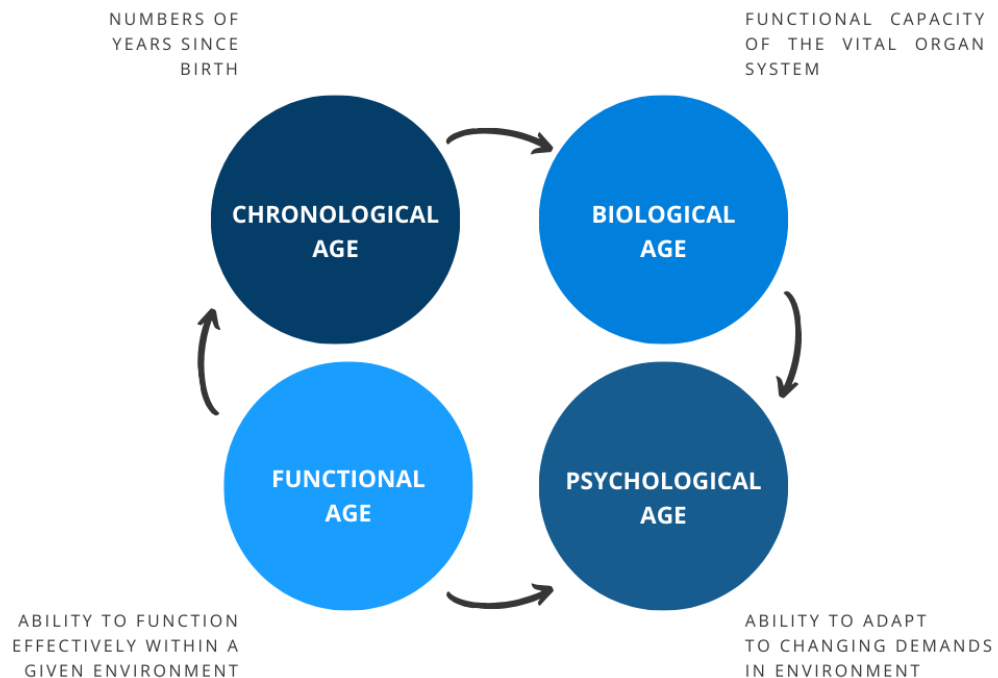 NUMBERS OF
YEARS SINCE
BIRTH
FUNCTIONAL CAPACITY
OF THE VITAL ORGAN
SYSTEM
CHRONOLOGICAL
AGE
BIOLOGICAL
AGE
FUNCTIONAL
AGE
PSYCHOLOGICAL
AGE
ABILITY TO FUNCTION
EFFECTIVELY WITHIN A
GIVEN ENVIRONMENT
ABILITY TO ADAPT
TO CHANGING DEMANDS
IN ENVIRONMENT